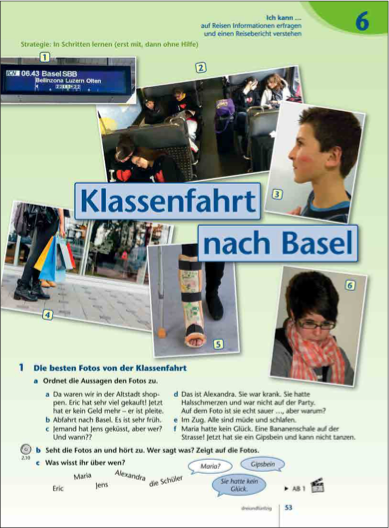 Ich kann ...
auf Reisen Informationen erfragen
und einen Reisebericht verstehen
6
Strategie: In Schritten lernen (erst mit, dann ohne Hilfe)
1
06.43 Basel SBB
Bellinzona Luzern Olten
2
3
Klassenfahrt
nach Basel
4
5
6
1 Die besten Fotos von der Klassenfahrt
a Ordnet die Aussagen den Fotos zu.
a Da waren wir in der Altstadt shop-
pen. Eric hat sehr viel gekauft! Jetzt
hat er kein Geld mehr – er ist pleite.
b Abfahrt nach Basel. Es ist sehr früh.
c Jemand hat Jens geküsst, aber wer?
Und wann??
d Das ist Alexandra. Sie war krank. Sie hatte
Halsschmerzen und war nicht auf der Party.
Auf dem Foto ist sie echt sauer ..., aber warum?
e Im Zug. Alle sind müde und schlafen.
f Maria hatte kein Glück. Eine Bananenschale auf der
Strasse! Jetzt hat sie ein Gipsbein und kann nicht tanzen.
b Seht die Fotos an und hört zu. Wer sagt was? Zeigt auf die Fotos.
c Was wisst ihr über wen?
Maria?
Gipsbein
Maria
Alexandra
die Schüler
Eric
Jens
Sie hatte kein
Glück.
AB 1
dreiundfünfzig 53